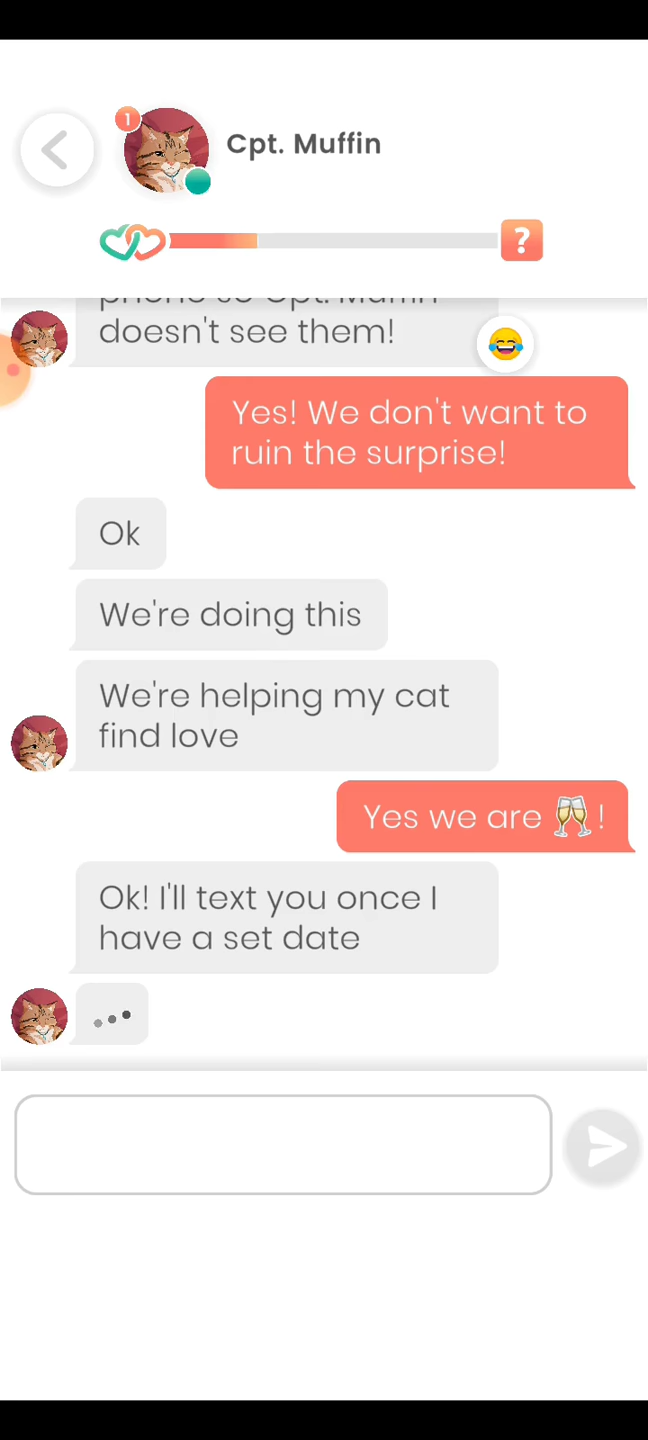 1
Cpt. Muffin
?
doesn't see them!
Yes! We don't want to
ruin the surprise!
Ok
We're doing this
We're helping my cat
find love
Yes we are 🥂!
Ok! I'll text you once I
have a set date